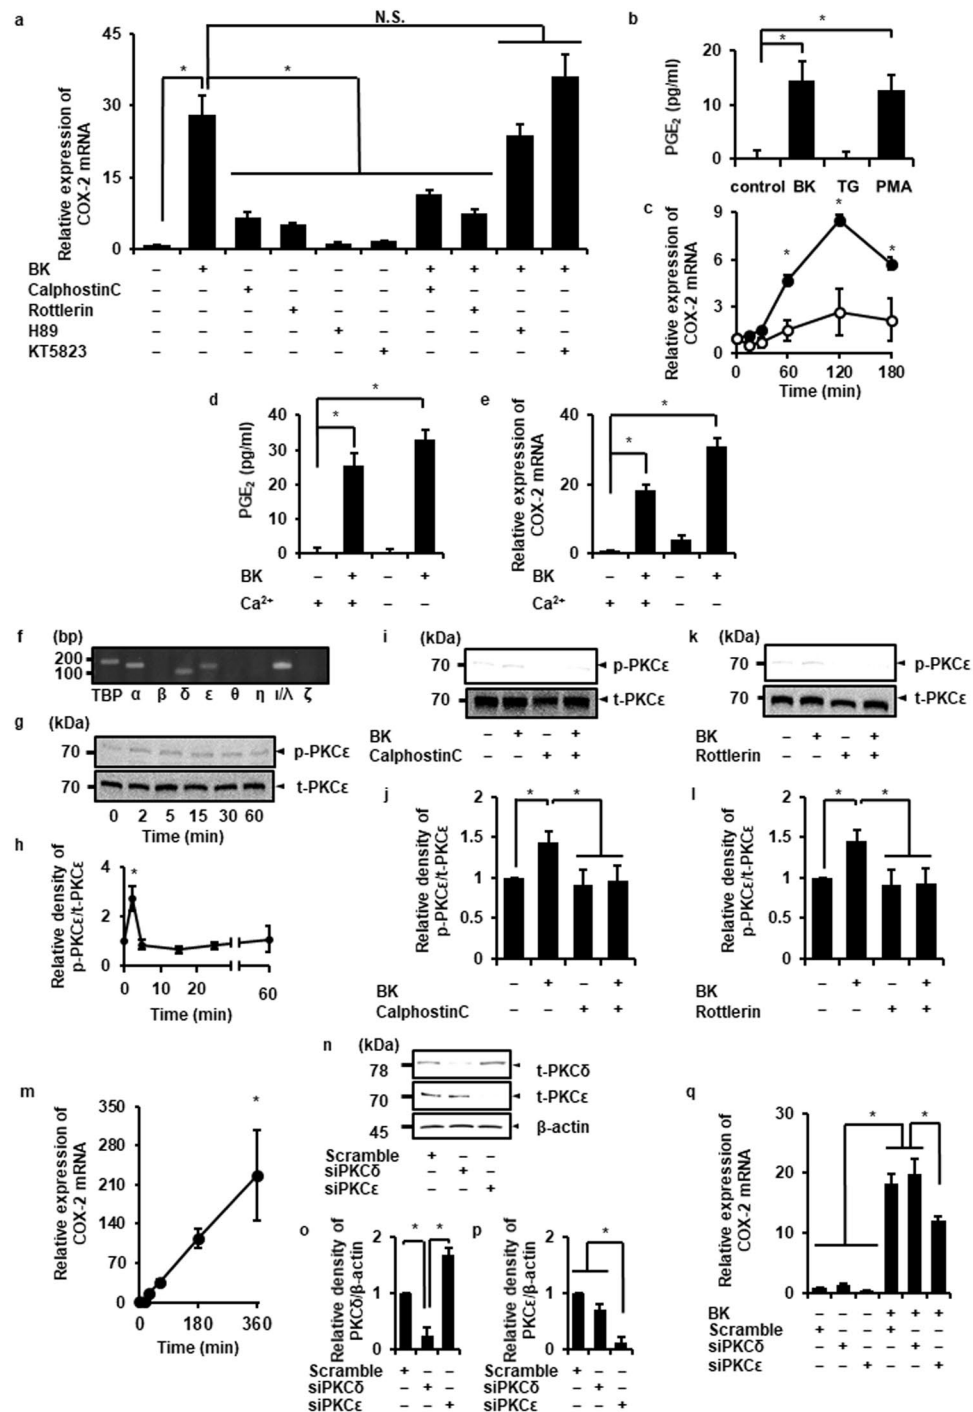 a
N.S.
45
30
15
0
Relative expression of
COX-2 mRNA
* *
BK – + – – – – + + + +
CalphostinC – – + – – – + – – –
Rottlerin – – – + – – – + – –
H89 – – – – + – – – + –
KT5823 – – – – – + – – – +
b
*
*
20
10
0
PGE₂ (pg/ml)
control BK TG PMA
c
9
6
3
0
Relative expression of
COX-2 mRNA
* * *
0 60 120 180
Time (min)
d
*
*
40
30
20
10
0
PGE₂ (pg/ml)
BK – + – +
Ca²⁺ + + – –
e
*
*
40
20
0
Relative expression of
COX-2 mRNA
BK – + – +
Ca²⁺ + + – –
f (bp)
200
100
TBP α β δ ε θ η ι/λ ζ
g (kDa)
70 p-PKCε
70 t-PKCε
0 2 5 15 30 60
Time (min)
h
4
2
1
0
Relative density of
p-PKCε/t-PKCε
*
0 10 20 60
Time (min)
i (kDa)
70 p-PKCε
70 t-PKCε
BK – + – +
CalphostinC – – + +
j
2
1.5
1
0.5
0
Relative density of
p-PKCε/t-PKCε
* *
BK – + – +
CalphostinC – – + +
k (kDa)
70 p-PKCε
70 t-PKCε
BK – + – +
Rottlerin – – + +
l
2
1.5
1
0.5
0
Relative density of
p-PKCε/t-PKCε
* *
BK – + – +
Rottlerin – – + +
m
350
280
210
140
70
0
Relative expression of
COX-2 mRNA
*
0 180 360
Time (min)
n (kDa)
78 t-PKCδ
70 t-PKCε
45 β-actin
Scramble + – –
siPKCδ – + –
siPKCε – – +
o
2
1
0
Relative density of
PKCδ/β-actin
* *
Scramble + – –
siPKCδ – + –
siPKCε – – +
p
2
1
0
Relative density of
PKCε/β-actin
*
Scramble + – –
siPKCδ – + –
siPKCε – – +
q
30
20
10
0
Relative expression of
COX-2 mRNA
* *
BK – – – + + +
Scramble + – – + – –
siPKCδ – + – – + –
siPKCε – – + – – +